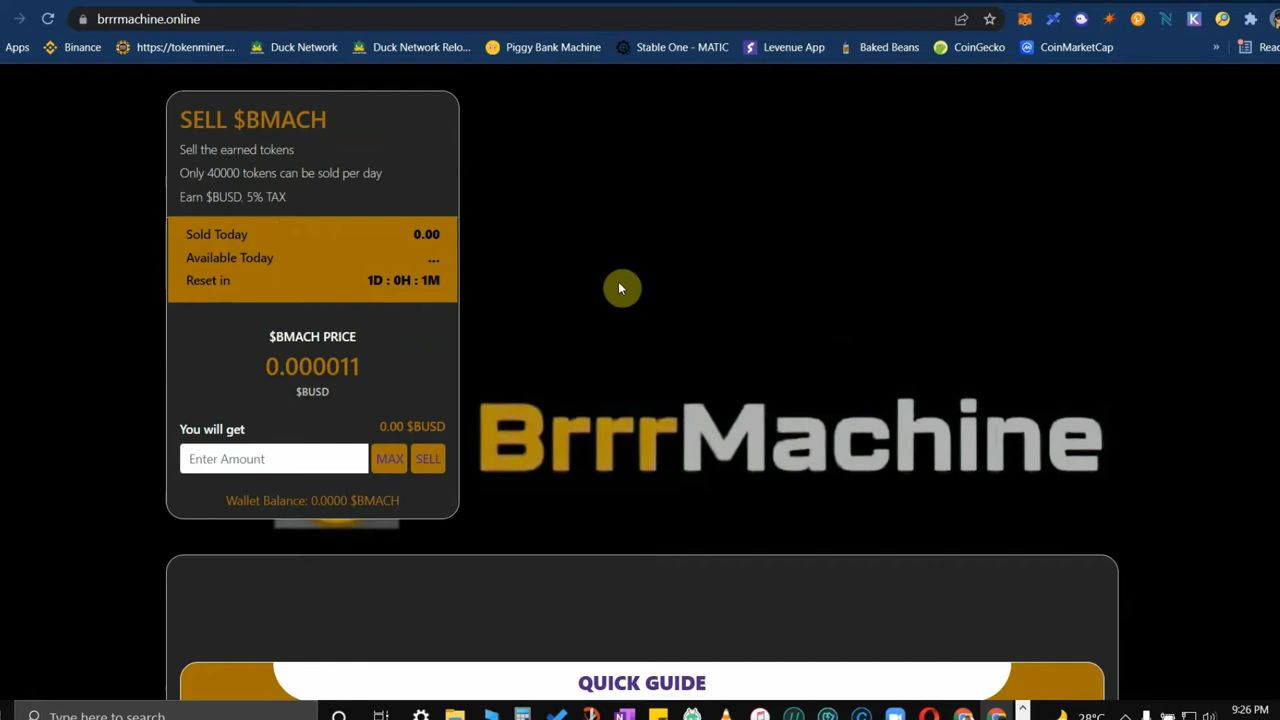 brrrmachine.online
Apps Binance https://tokenminer.... Duck Network Duck Network Relo... Piggy Bank Machine Stable One - MATIC Levenue App Baked Beans CoinGecko CoinMarketCap » Rea
SELL $BMACH
Sell the earned tokens
Only 40000 tokens can be sold per day
Earn $BUSD. 5% TAX
Sold Today 0.00
Available Today ...
Reset in 1D : 0H : 1M
$BMACH PRICE
0.000011
$BUSD
You will get 0.00 $BUSD
Enter Amount MAX SELL
Wallet Balance: 0.0000 $BMACH
BrrrMachine
QUICK GUIDE
Type here to search 28°C 9:26 PM